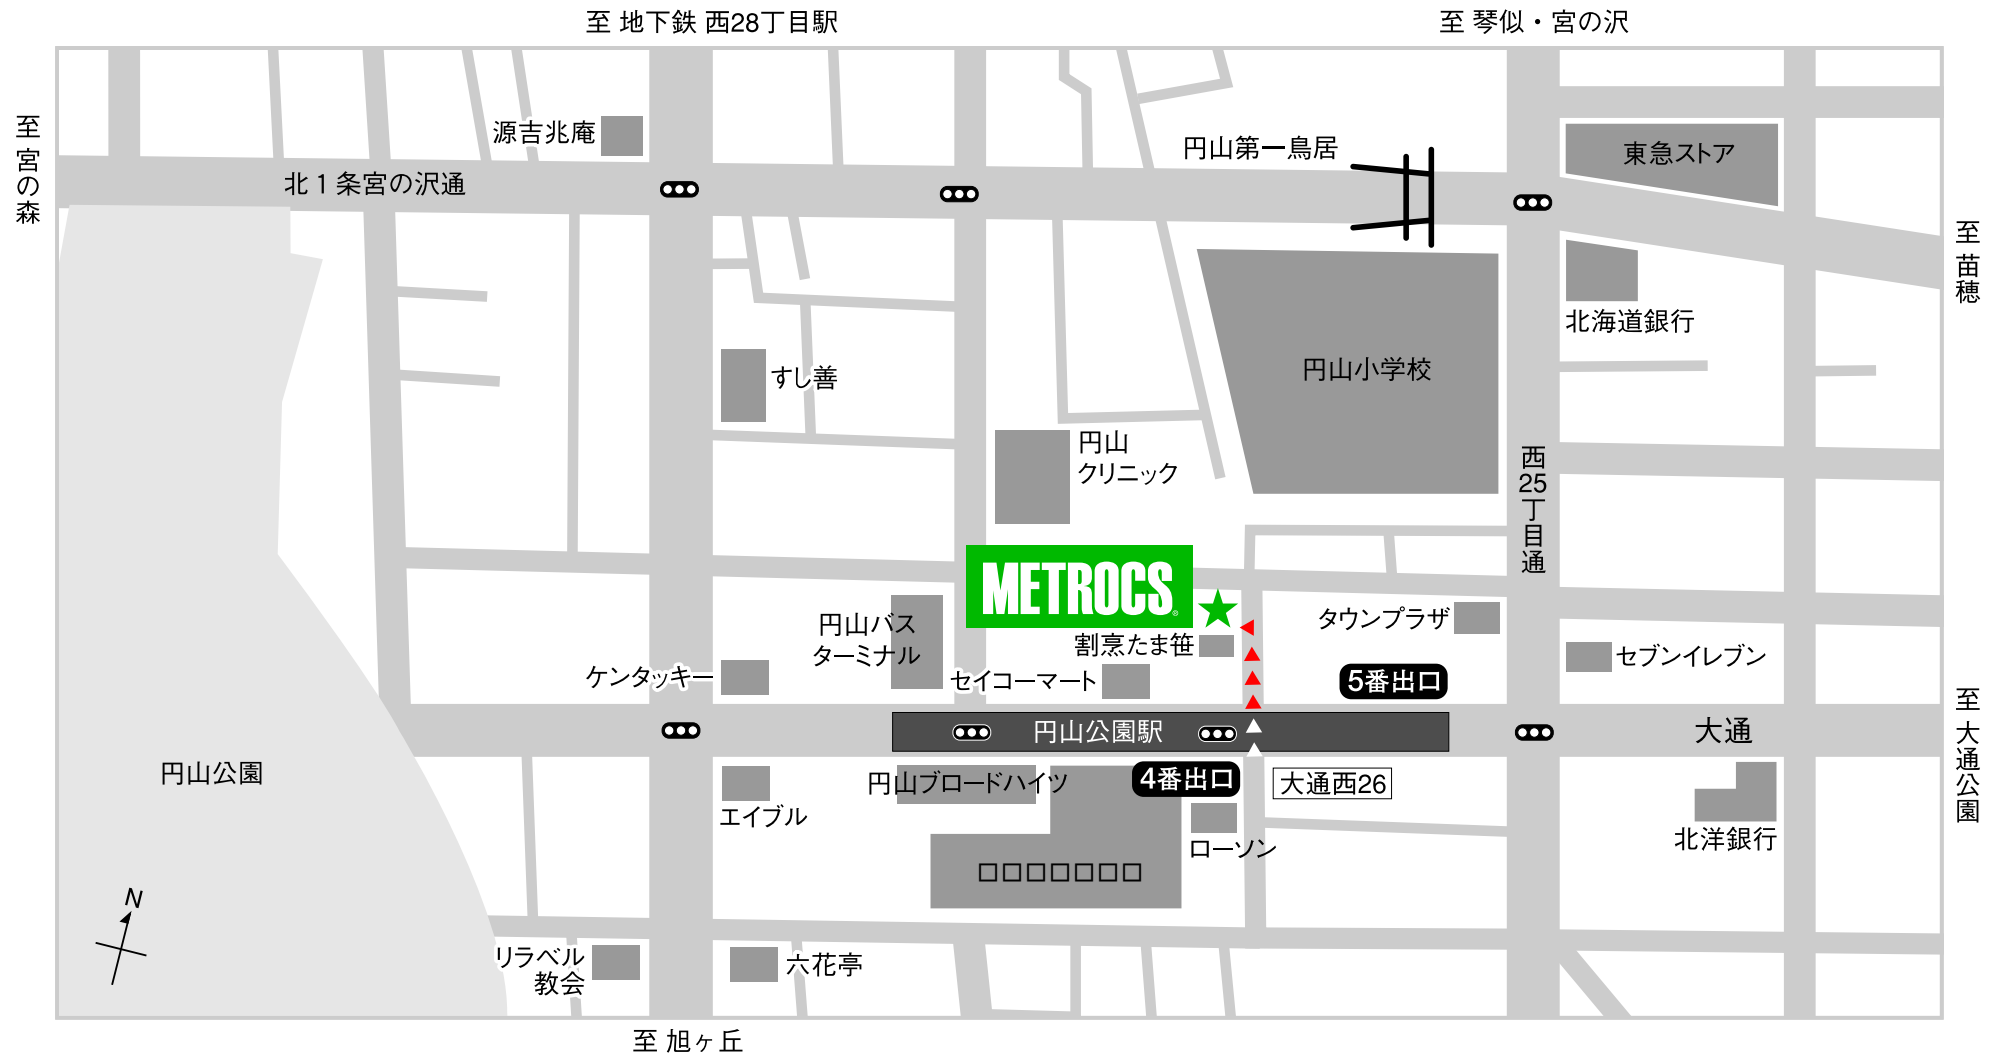 至 地下鉄 西28丁目駅
至 琴似・宮の沢
至 宮の森
源吉兆庵
円山第一鳥居
東急ストア
北1条宮の沢通
至 苗穂
北海道銀行
円山小学校
すし善
円山
クリニック
西25丁目通
METROCS
®
タウンプラザ
円山バス
ターミナル
割烹たま笹
セブンイレブン
ケンタッキー
セイコーマート
5番出口
至 大通公園
円山公園駅
大通
円山公園
エイブル
円山ブロードハイツ
4番出口
大通西26
ローソン
北洋銀行
□□□□□□□
N
リラベル
教会
六花亭
至 旭ヶ丘